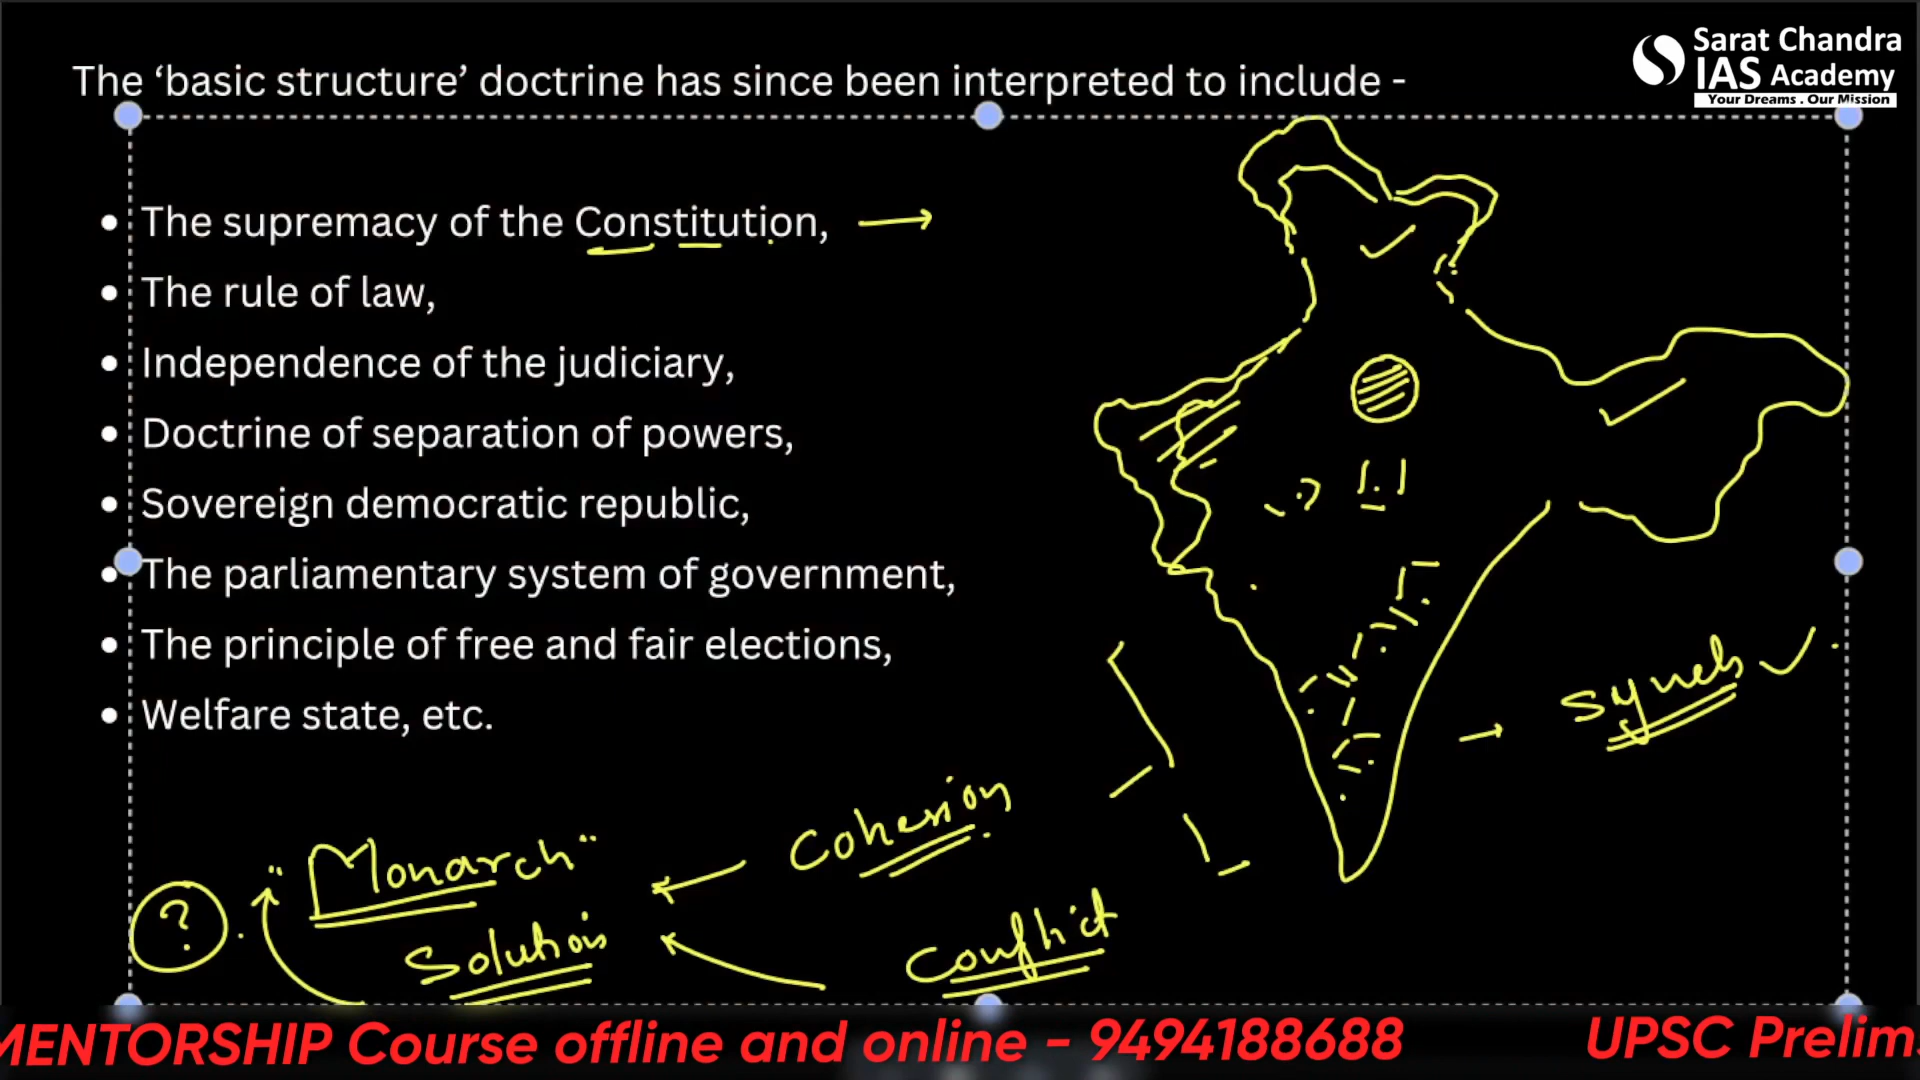 Sarat Chandra
IAS Academy
Your Dreams . Our Mission
The ‘basic structure’ doctrine has since been interpreted to include -
• The supremacy of the Constitution,
• The rule of law,
• Independence of the judiciary,
• Doctrine of separation of powers,
• Sovereign democratic republic,
• The parliamentary system of government,
• The principle of free and fair elections,
• Welfare state, etc.
Cohesion
"Monarch"
?
Solution
Conflict
MENTORSHIP Course offline and online - 9494188688 UPSC Prelims